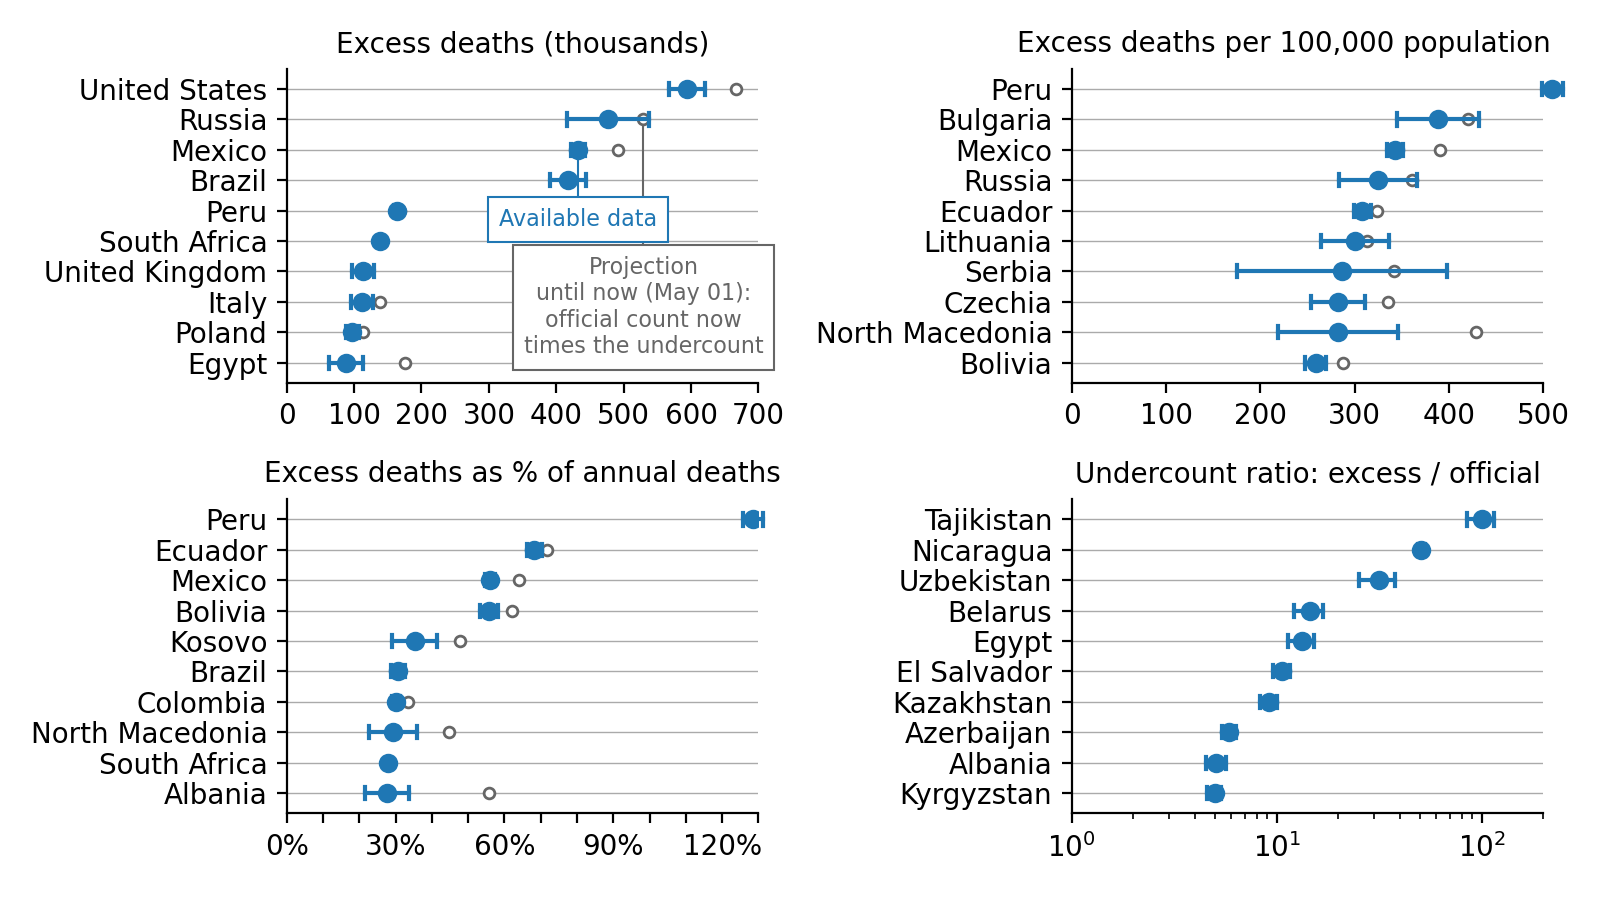 Excess deaths (thousands)
United States
Russia
Mexico
Brazil
Peru
South Africa
United Kingdom
Italy
Poland
Egypt
Available data
Projection
until now (May 01):
official count now
times the undercount
0 100 200 300 400 500 600 700
Excess deaths per 100,000 population
Peru
Bulgaria
Mexico
Russia
Ecuador
Lithuania
Serbia
Czechia
North Macedonia
Bolivia
0 100 200 300 400 500
Excess deaths as % of annual deaths
Peru
Ecuador
Mexico
Bolivia
Kosovo
Brazil
Colombia
North Macedonia
South Africa
Albania
0% 30% 60% 90% 120%
Undercount ratio: excess / official
Tajikistan
Nicaragua
Uzbekistan
Belarus
Egypt
El Salvador
Kazakhstan
Azerbaijan
Albania
Kyrgyzstan
10⁰ 10¹ 10²